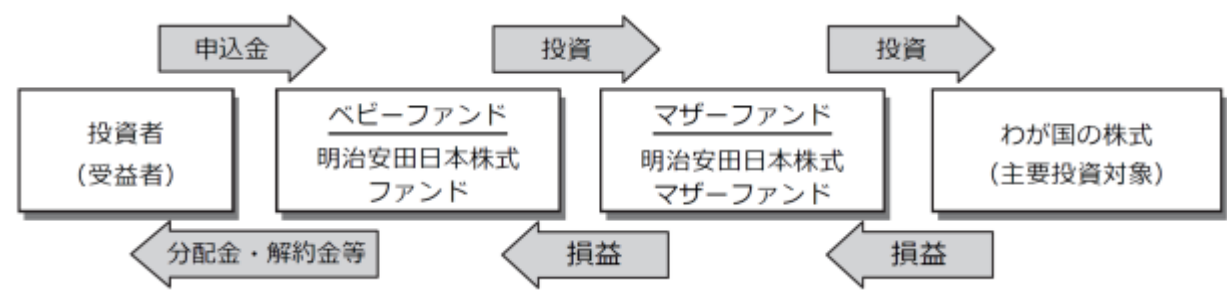 申込金
投資
投資
投資者
（受益者）
ベビーファンド
明治安田日本株式
ファンド
マザーファンド
明治安田日本株式
マザーファンド
わが国の株式
（主要投資対象）
分配金・解約金等
損益
損益